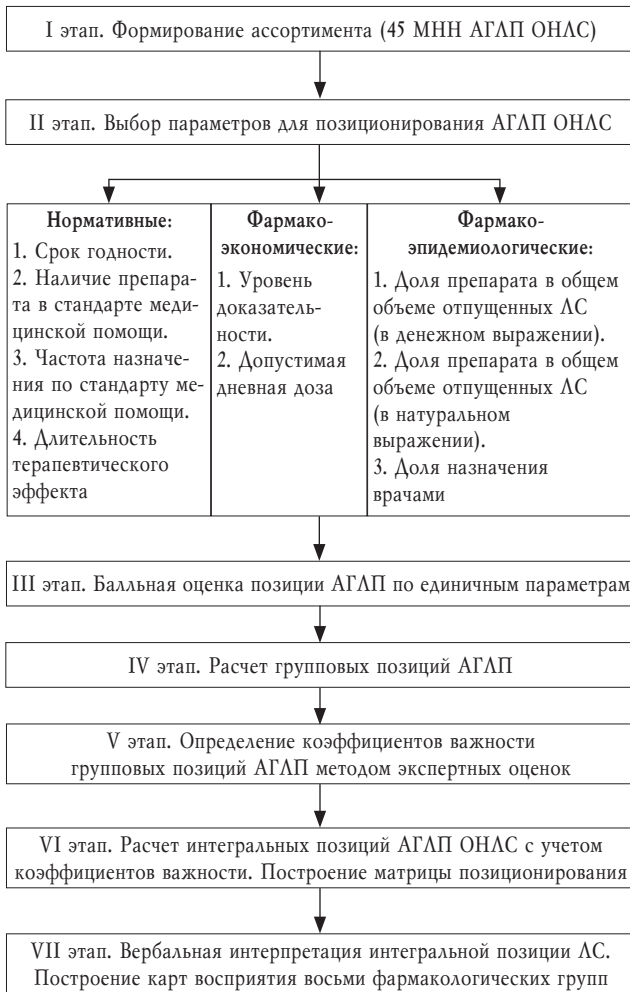 I этап. Формирование ассортимента (45 МНН АГЛП ОНЛС)
II этап. Выбор параметров для позиционирования АГЛП ОНЛС
Нормативные:
1. Срок годности.
2. Наличие препара-
та в стандарте меди-
цинской помощи.
3. Частота назначе-
ния по стандарту ме-
дицинской помощи.
4. Длительность
терапевтического
эффекта
Фармако-
экономические:
1. Уровень
доказатель-
ности.
2. Допустимая
дневная доза
Фармако-
эпидемиологические:
1. Доля препарата в общем
объеме отпущенных ЛС
(в денежном выражении).
2. Доля препарата в общем
объеме отпущенных ЛС
(в натуральном
выражении).
3. Доля назначения
врачами
III этап. Балльная оценка позиции АГЛП по единичным параметрам
IV этап. Расчет групповых позиций АГЛП
V этап. Определение коэффициентов важности
групповых позиций АГЛП методом экспертных оценок
VI этап. Расчет интегральных позиций АГЛП ОНЛС с учетом
коэффициентов важности. Построение матрицы позиционирования
VII этап. Вербальная интерпретация интегральной позиции ЛС.
Построение карт восприятия восьми фармакологических групп